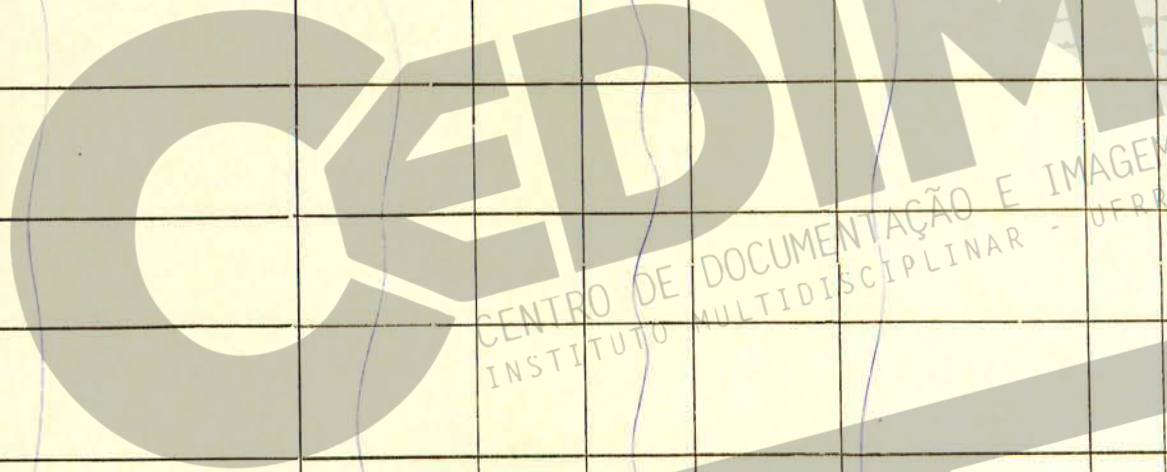 CEDIM
CENTRO DE DOCUMENTAÇÃO E IMAGEM
INSTITUTO MULTIDISCIPLINAR - UFRR